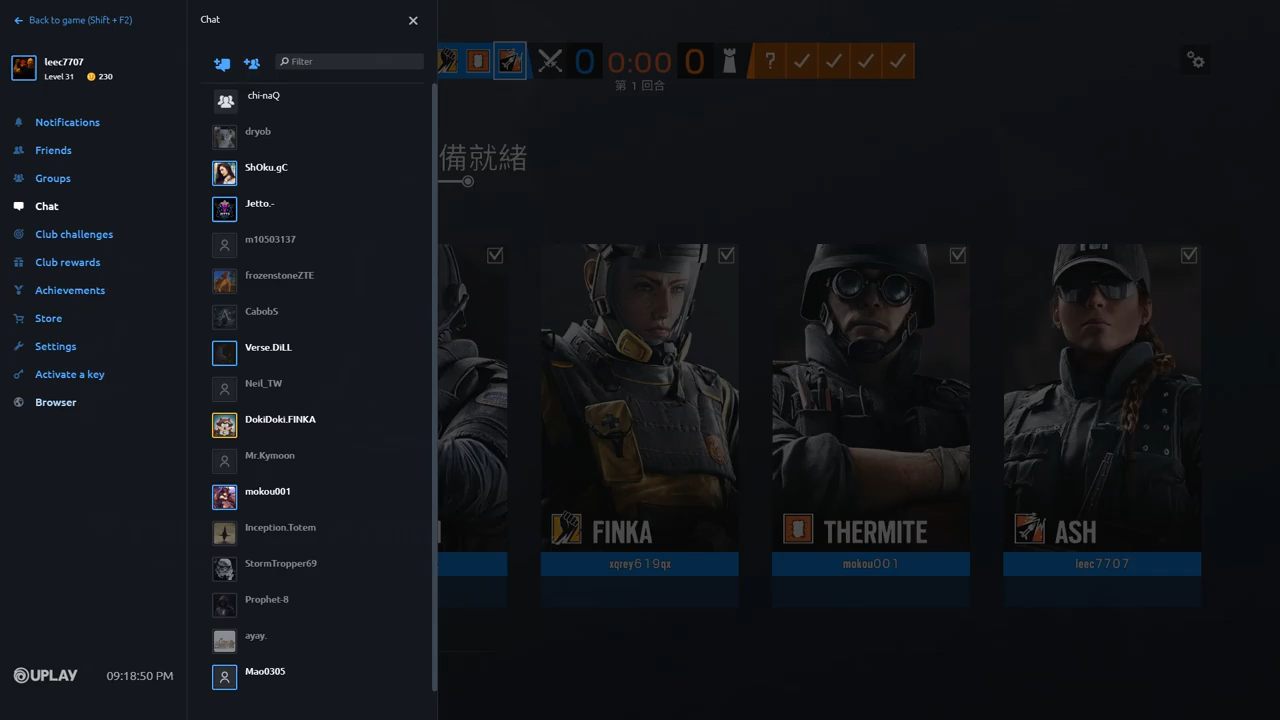 Back to game (Shift + F2)
leec7707
Level 31 230
Notifications
Friends
Groups
Chat
Club challenges
Club rewards
Achievements
Store
Settings
Activate a key
Browser
UPLAY 09:18:50 PM
Chat
Filter
chi-naQ
dryob
ShOku.gC
Jetto.-
m10503137
frozenstoneZTE
CabobS
Verse.DiLL
Neil_TW
DokiDoki.FINKA
Mr.Kymoon
mokou001
Inception.Totem
StormTropper69
Prophet-8
ayay.
Mao0305
0 0:00 0 ?
第 1 回合
備就緒
FINKA
xqrey619qx
THERMITE
mokou001
ASH
leec7707